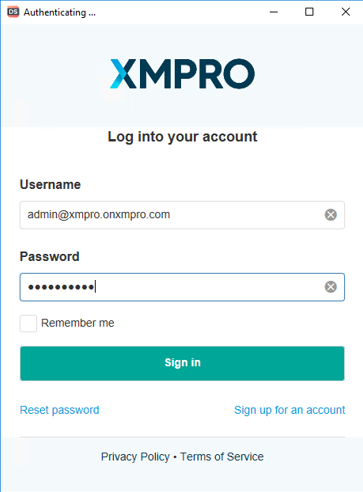 DS Authenticating ...
XMPRO
Log into your account
Username
admin@xmpro.onxmpro.com
Password
●●●●●●●●●●
Remember me
Sign in
Reset password Sign up for an account
Privacy Policy • Terms of Service